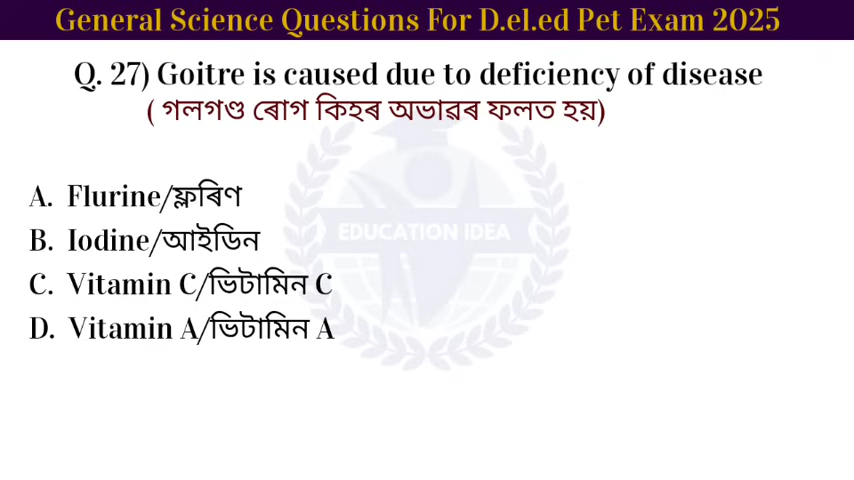 General Science Questions For D.el.ed Pet Exam 2025
Q. 27) Goitre is caused due to deficiency of disease
( গলগণ্ড ৰোগ কিহৰ অভাৱৰ ফলত হয়)
A. Flurine/ফ্লৰিণ
B. Iodine/আইডিন
EDUCATION IDEA
C. Vitamin C/ভিটামিন C
D. Vitamin A/ভিটামিন A